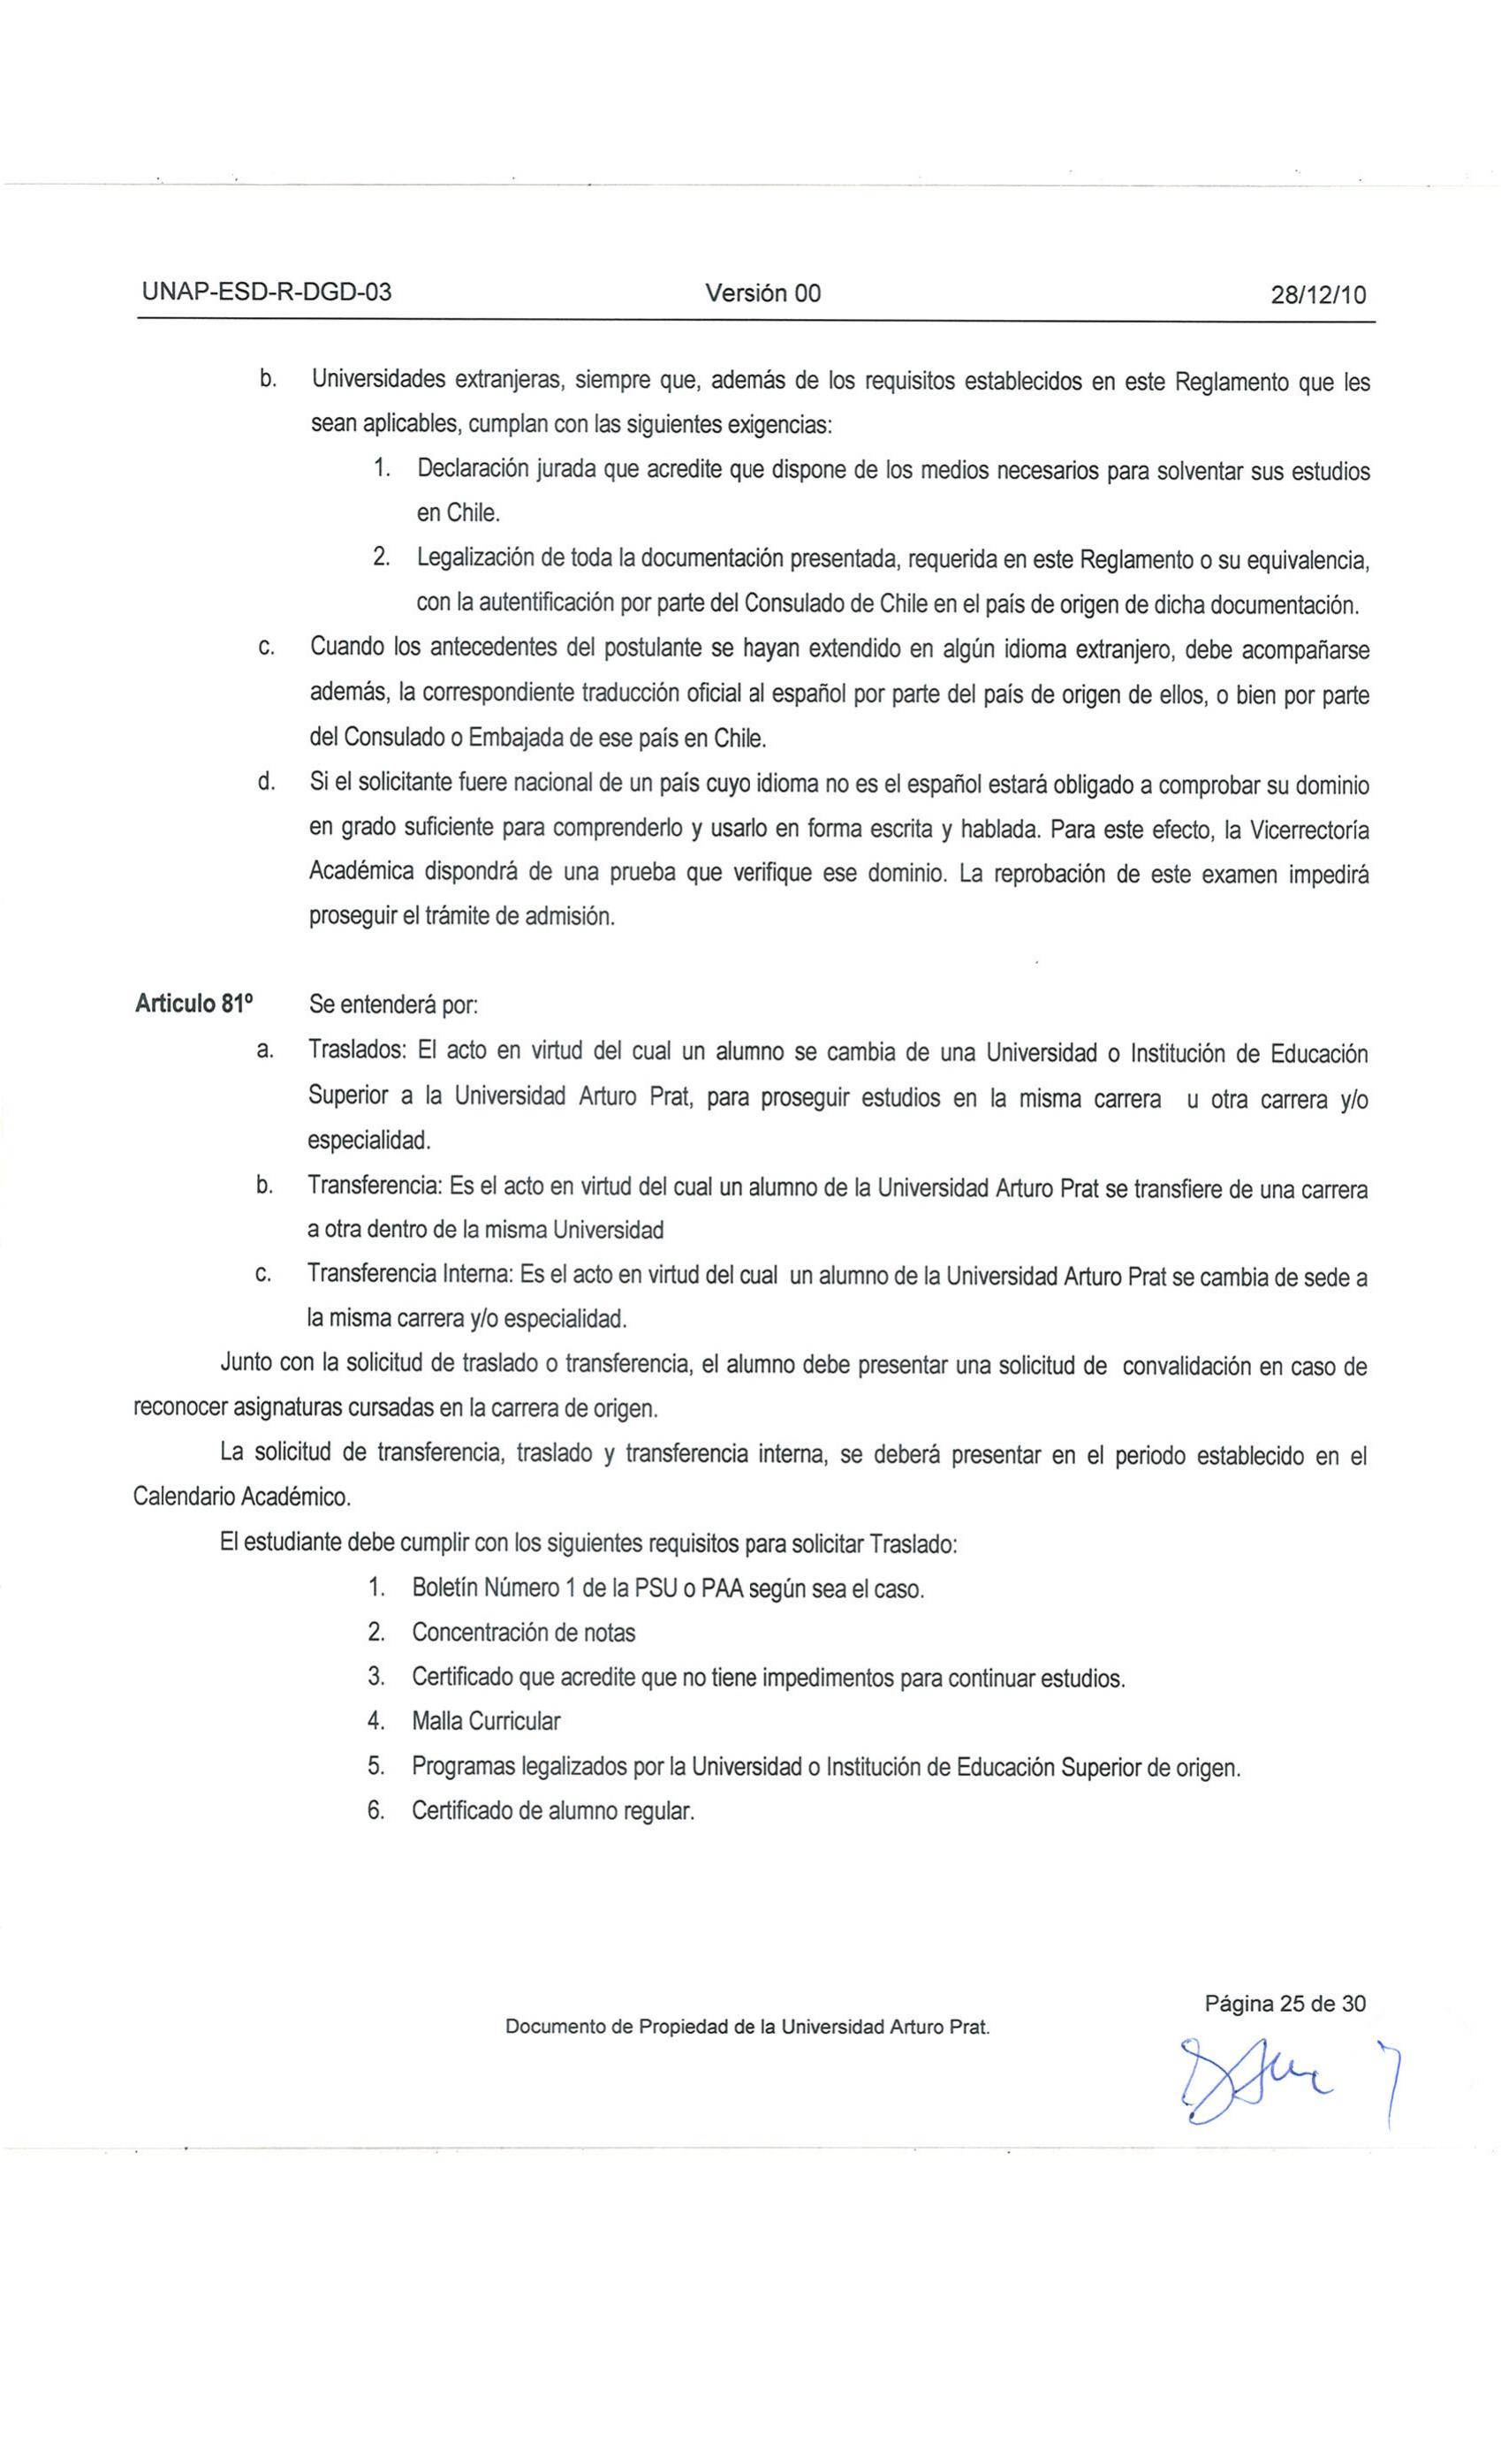 UNAP-ESD-R-DGD-03 Versión 00 28/12/10
b. Universidades extranjeras, siempre que, además de los requisitos establecidos en este Reglamento que les
sean aplicables, cumplan con las siguientes exigencias:
1. Declaración jurada que acredite que dispone de los medios necesarios para solventar sus estudios
en Chile.
2. Legalización de toda la documentación presentada, requerida en este Reglamento o su equivalencia,
con la autentificación por parte del Consulado de Chile en el país de origen de dicha documentación.
c. Cuando los antecedentes del postulante se hayan extendido en algún idioma extranjero, debe acompañarse
además, la correspondiente traducción oficial al español por parte del país de origen de ellos, o bien por parte
del Consulado o Embajada de ese país en Chile.
d. Si el solicitante fuere nacional de un país cuyo idioma no es el español estará obligado a comprobar su dominio
en grado suficiente para comprenderlo y usarlo en forma escrita y hablada. Para este efecto, la Vicerrectoría
Académica dispondrá de una prueba que verifique ese dominio. La reprobación de este examen impedirá
proseguir el trámite de admisión.
Articulo 81º Se entenderá por:
a. Traslados: El acto en virtud del cual un alumno se cambia de una Universidad o Institución de Educación
Superior a la Universidad Arturo Prat, para proseguir estudios en la misma carrera u otra carrera y/o
especialidad.
b. Transferencia: Es el acto en virtud del cual un alumno de la Universidad Arturo Prat se transfiere de una carrera
a otra dentro de la misma Universidad
c. Transferencia Interna: Es el acto en virtud del cual un alumno de la Universidad Arturo Prat se cambia de sede a
la misma carrera y/o especialidad.
Junto con la solicitud de traslado o transferencia, el alumno debe presentar una solicitud de convalidación en caso de
reconocer asignaturas cursadas en la carrera de origen.
La solicitud de transferencia, traslado y transferencia interna, se deberá presentar en el periodo establecido en el
Calendario Académico.
El estudiante debe cumplir con los siguientes requisitos para solicitar Traslado:
1. Boletín Número 1 de la PSU o PAA según sea el caso.
2. Concentración de notas
3. Certificado que acredite que no tiene impedimentos para continuar estudios.
4. Malla Curricular
5. Programas legalizados por la Universidad o Institución de Educación Superior de origen.
6. Certificado de alumno regular.
Página 25 de 30
Documento de Propiedad de la Universidad Arturo Prat.